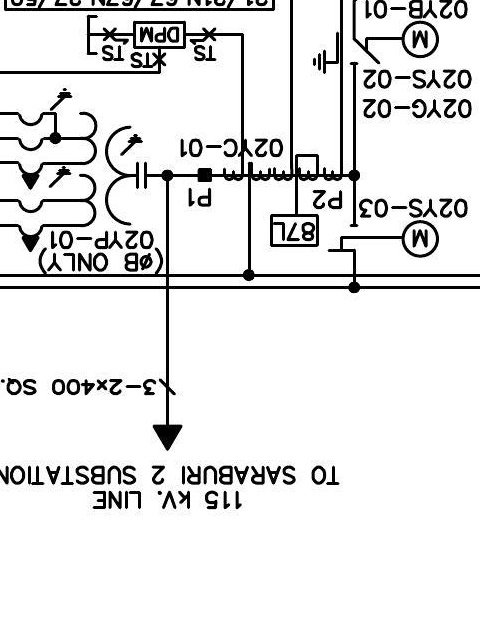 115 kV. LINE
TO SARABURI 2 SUBSTATION
3-2x400 SQ.
(ØB ONLY)
M
02YP-01
87L
02YS-03
P2
P1
02YC-01
02YG-02
02YS-02
TS
TS
TS
M
DPM
02YB-01